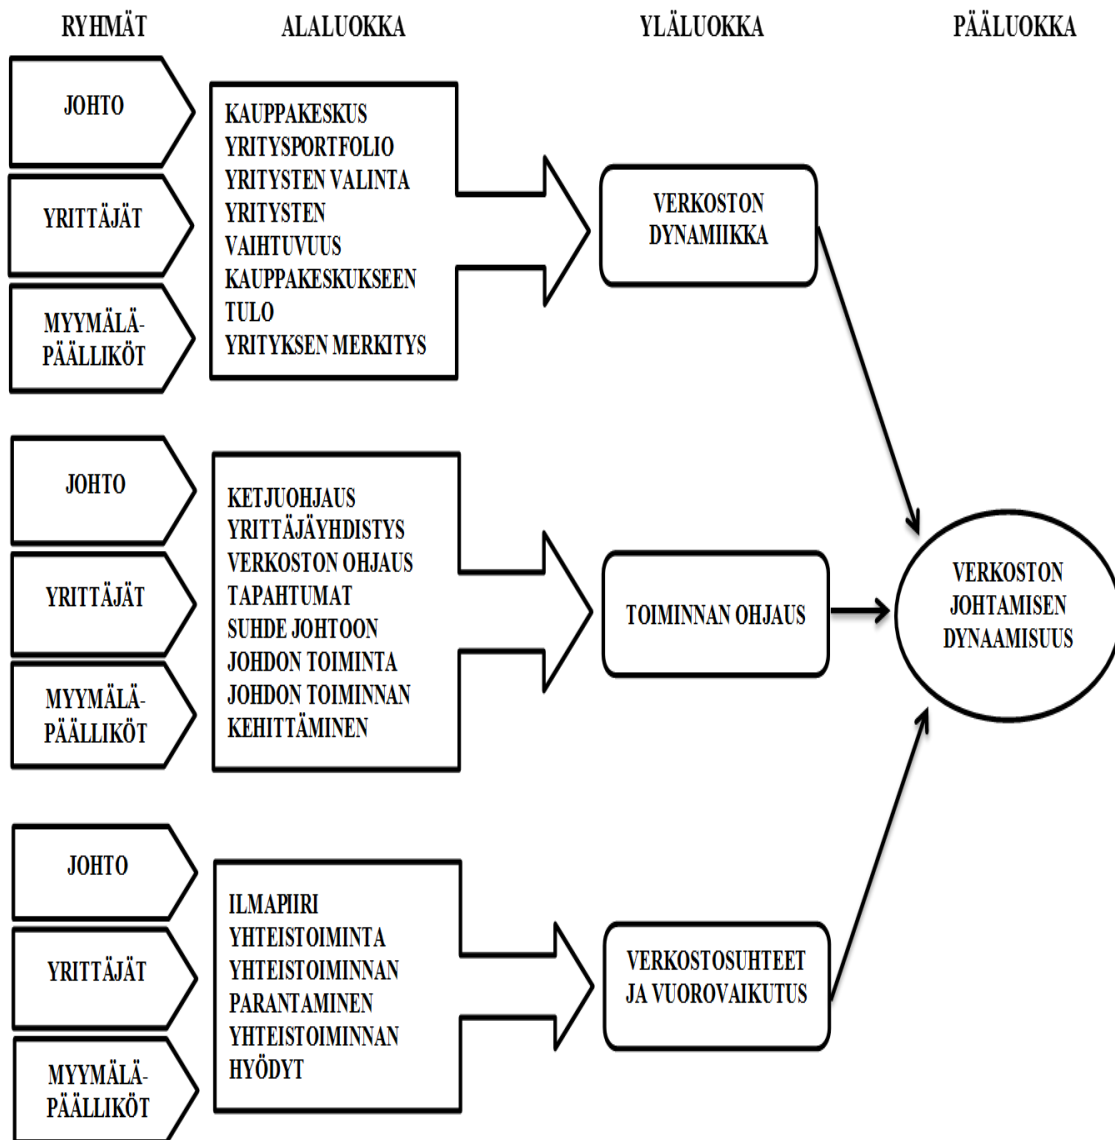 RYHMÄT
ALALUOKKA
YLÄLUOKKA
PÄÄLUOKKA
JOHTO
YRITTÄJÄT
MYYMÄLÄ-
PÄÄLLIKÖT
KAUPPAKESKUS
YRITYSPORTFOLIO
YRITYSTEN VALINTA
YRITYSTEN
VAIHTUVUUS
KAUPPAKESKUKSEEN
TULO
YRITYKSEN MERKITYS
VERKOSTON
DYNAMIIKKA
JOHTO
YRITTÄJÄT
MYYMÄLÄ-
PÄÄLLIKÖT
KETJUOHJAUS
YRITTÄJÄYHDISTYS
VERKOSTON OHJAUS
TAPAHTUMAT
SUHDE JOHTOON
JOHDON TOIMINTA
JOHDON TOIMINNAN
KEHITTÄMINEN
TOIMINNAN OHJAUS
VERKOSTON
JOHTAMISEN
DYNAAMISUUS
JOHTO
YRITTÄJÄT
MYYMÄLÄ-
PÄÄLLIKÖT
ILMAPIIRI
YHTEISTOIMINTA
YHTEISTOIMINNAN
PARANTAMINEN
YHTEISTOIMINNAN
HYÖDYT
VERKOSTOSUHTEET
JA VUOROVAIKUTUS